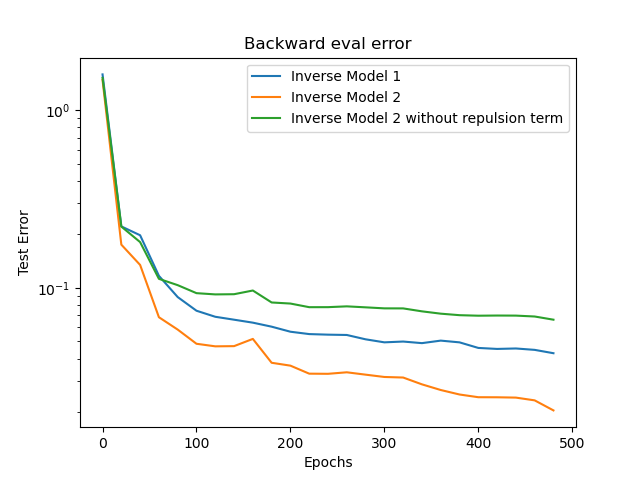 Backward eval error
Inverse Model 1
Inverse Model 2
Inverse Model 2 without repulsion term
Test Error
10⁰
10⁻¹
0 100 200 300 400 500
Epochs